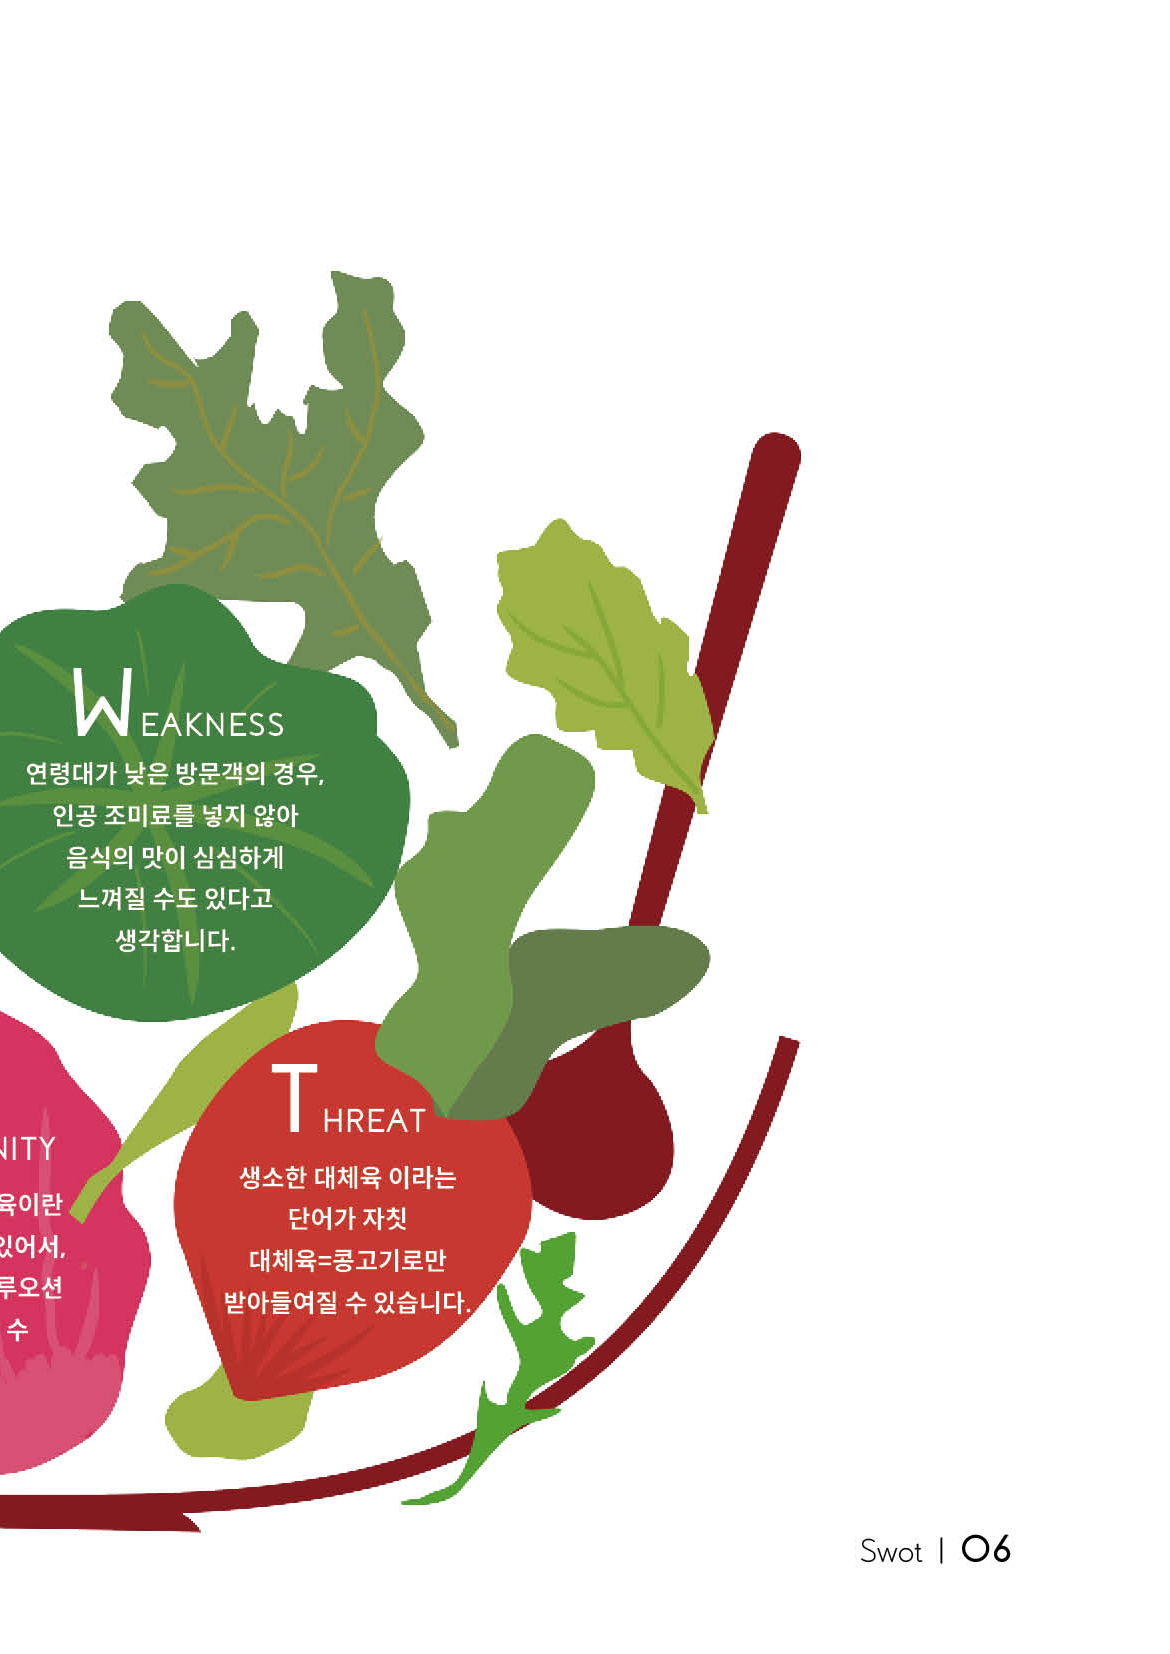 WEAKNESS
연령대가 낮은 방문객의 경우,
인공 조미료를 넣지 않아
음식의 맛이 심심하게
느껴질 수도 있다고
생각합니다.
NITY
육이란
있어서,
루오션
수
THREAT
생소한 대체육 이라는
단어가 자칫
대체육=콩고기로만
받아들여질 수 있습니다.
Swot | 06